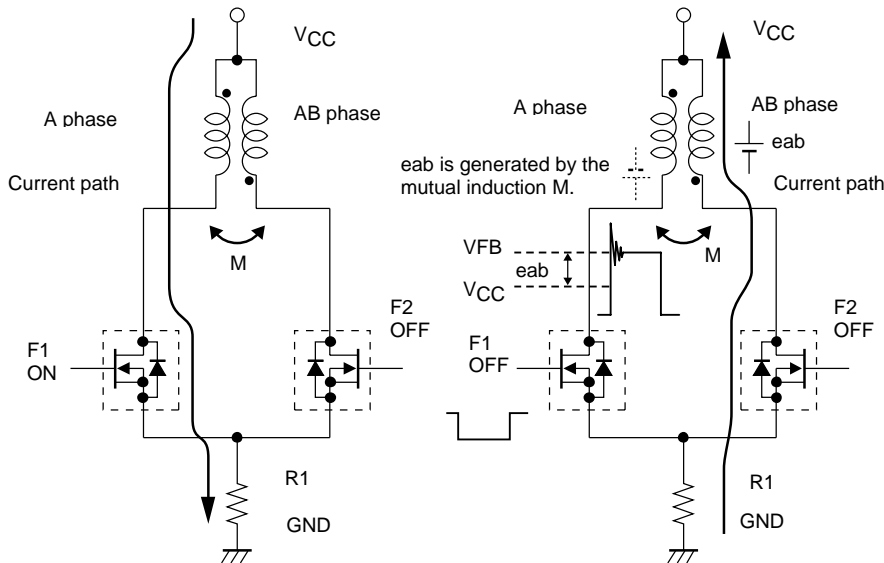 VCC
A phase
AB phase
Current path
M
F1
ON
F2
OFF
R1
GND
VCC
A phase
AB phase
eab
eab is generated by the
mutual induction M.
Current path
VFB
eab
VCC
M
F1
OFF
F2
OFF
R1
GND